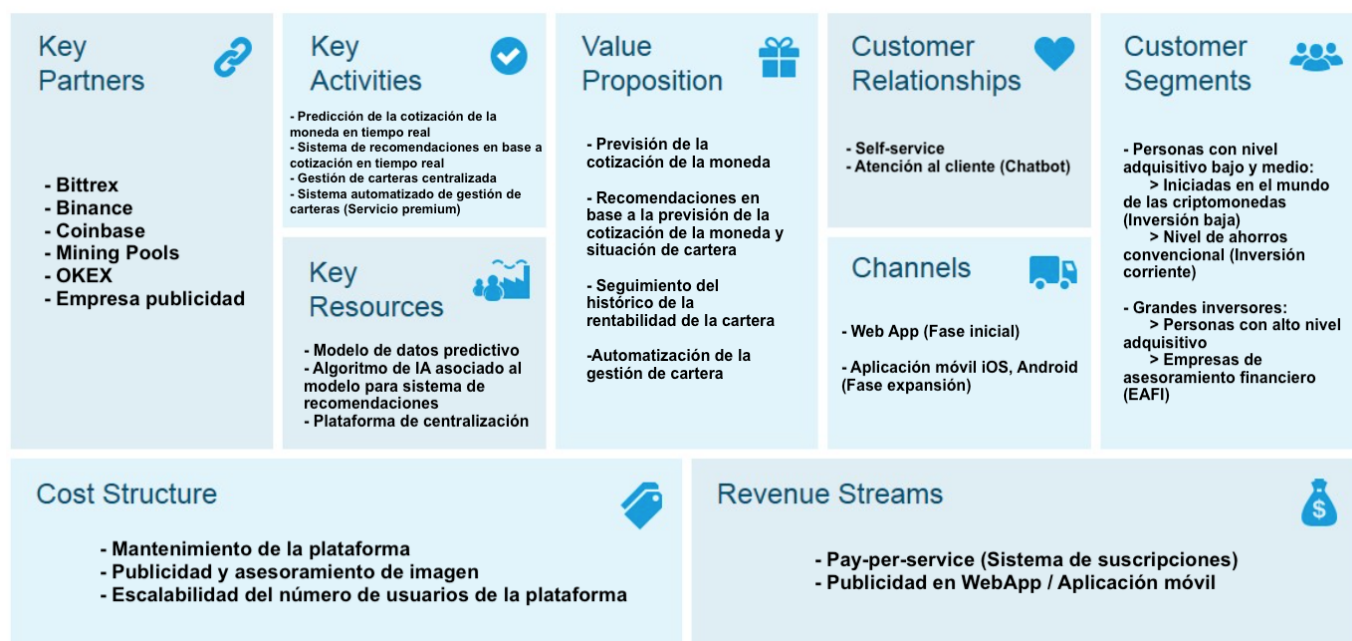 Key
Partners
- Bittrex
- Binance
- Coinbase
- Mining Pools
- OKEX
- Empresa publicidad
Key
Activities
- Predicción de la cotización de la
moneda en tiempo real
- Sistema de recomendaciones en base a
cotización en tiempo real
- Gestión de carteras centralizada
- Sistema automatizado de gestión de
carteras (Servicio premium)
Key
Resources
- Modelo de datos predictivo
- Algoritmo de IA asociado al
modelo para sistema de
recomendaciones
- Plataforma de centralización
Value
Proposition
- Previsión de la
cotización de la moneda
- Recomendaciones en
base a la previsión de la
cotización de la moneda y
situación de cartera
- Seguimiento del
histórico de la
rentabilidad de la cartera
-Automatización de la
gestión de cartera
Customer
Relationships
- Self-service
- Atención al cliente (Chatbot)
Channels
- Web App (Fase inicial)
- Aplicación móvil iOS, Android
(Fase expansión)
Customer
Segments
- Personas con nivel
adquisitivo bajo y medio:
> Iniciadas en el mundo
de las criptomonedas
(Inversión baja)
> Nivel de ahorros
convencional (Inversión
corriente)
- Grandes inversores:
> Personas con alto nivel
adquisitivo
> Empresas de
asesoramiento financiero
(EAFI)
Cost Structure
- Mantenimiento de la plataforma
- Publicidad y asesoramiento de imagen
- Escalabilidad del número de usuarios de la plataforma
Revenue Streams
$
- Pay-per-service (Sistema de suscripciones)
- Publicidad en WebApp / Aplicación móvil